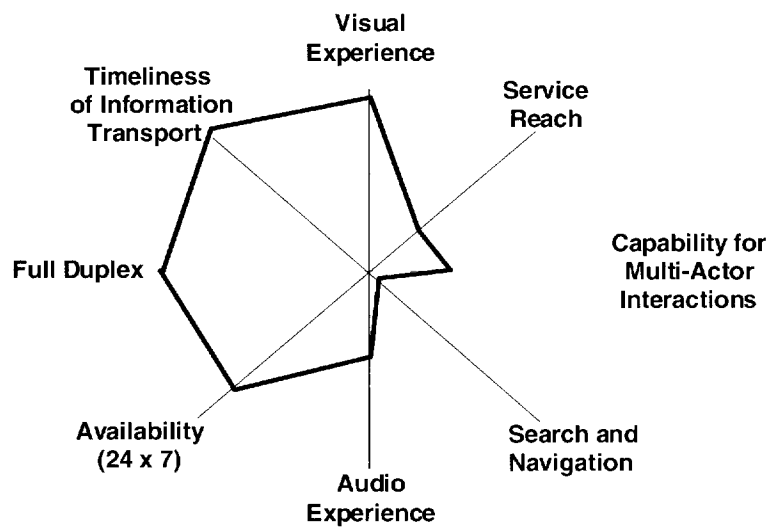 Visual
Experience
Timeliness
of Information
Transport
Service
Reach
Full Duplex
Capability for
Multi-Actor
Interactions
Availability
(24 x 7)
Search and
Navigation
Audio
Experience